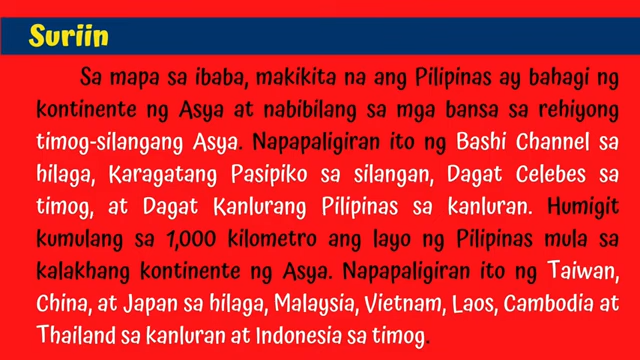 Suriin
Sa mapa sa ibaba, makikita na ang Pilipinas ay bahagi ng
kontinente ng Asya at nabibilang sa mga bansa sa rehiyong
timog-silangang Asya. Napapaligiran ito ng Bashi Channel sa
hilaga, Karagatang Pasipiko sa silangan, Dagat Celebes sa
timog, at Dagat Kanlurang Pilipinas sa kanluran. Humigit
kumulang sa 1,000 kilometro ang layo ng Pilipinas mula sa
kalakhang kontinente ng Asya. Napapaligiran ito ng Taiwan,
China, at Japan sa hilaga, Malaysia, Vietnam, Laos, Cambodia at
Thailand sa kanluran at Indonesia sa timog.